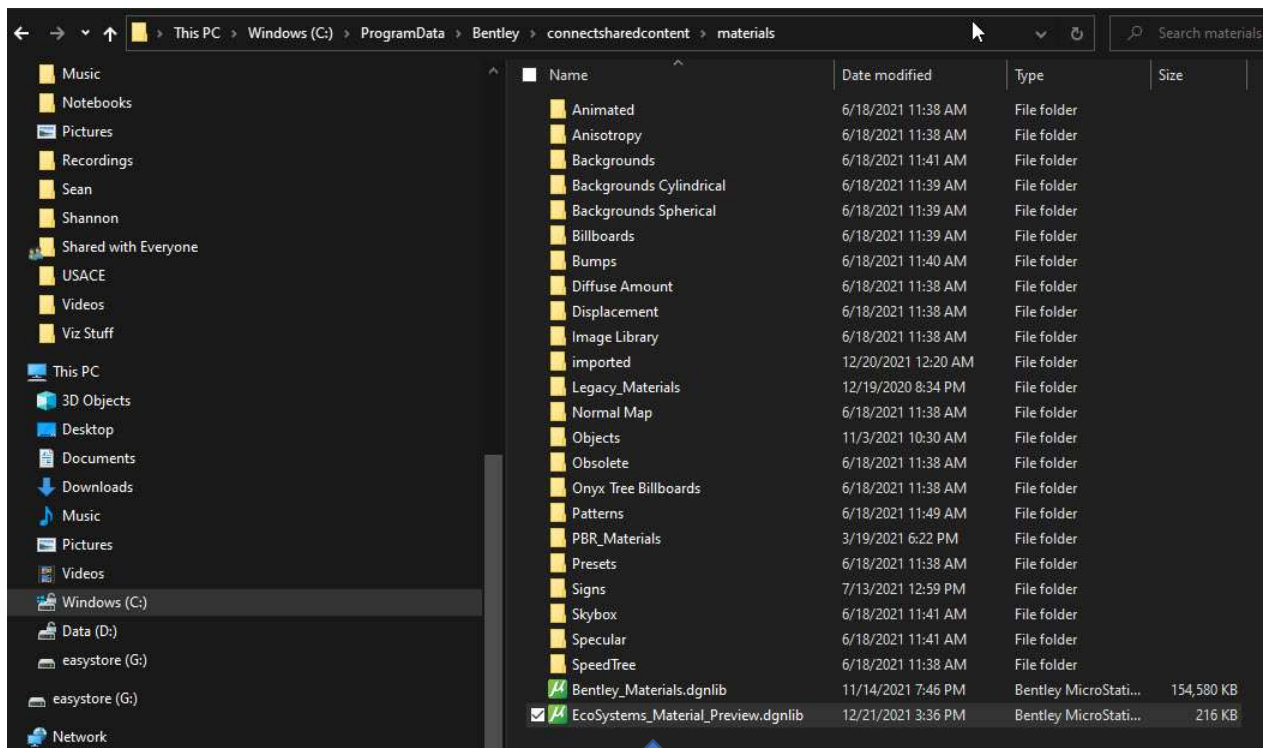 This PC > Windows (C:) > ProgramData > Bentley > connectsharedcontent > materials
Search materials
Music
Notebooks
Pictures
Recordings
Sean
Shannon
Shared with Everyone
USACE
Videos
Viz Stuff
This PC
3D Objects
Desktop
Documents
Downloads
Music
Pictures
Videos
Windows (C:)
Data (D:)
easystore (G:)
easystore (G:)
Network
Name Date modified Type Size
Animated 6/18/2021 11:38 AM File folder
Anisotropy 6/18/2021 11:38 AM File folder
Backgrounds 6/18/2021 11:41 AM File folder
Backgrounds Cylindrical 6/18/2021 11:39 AM File folder
Backgrounds Spherical 6/18/2021 11:39 AM File folder
Billboards 6/18/2021 11:39 AM File folder
Bumps 6/18/2021 11:40 AM File folder
Diffuse Amount 6/18/2021 11:38 AM File folder
Displacement 6/18/2021 11:38 AM File folder
Image Library 6/18/2021 11:38 AM File folder
imported 12/20/2021 12:20 AM File folder
Legacy_Materials 12/19/2020 8:34 PM File folder
Normal Map 6/18/2021 11:38 AM File folder
Objects 11/3/2021 10:30 AM File folder
Obsolete 6/18/2021 11:38 AM File folder
Onyx Tree Billboards 6/18/2021 11:38 AM File folder
Patterns 6/18/2021 11:49 AM File folder
PBR_Materials 3/19/2021 6:22 PM File folder
Presets 6/18/2021 11:38 AM File folder
Signs 7/13/2021 12:59 PM File folder
Skybox 6/18/2021 11:41 AM File folder
Specular 6/18/2021 11:41 AM File folder
SpeedTree 6/18/2021 11:38 AM File folder
Bentley_Materials.dgnlib 11/14/2021 7:46 PM Bentley MicroStati... 154,580 KB
EcoSystems_Material_Preview.dgnlib 12/21/2021 3:36 PM Bentley MicroStati... 216 KB